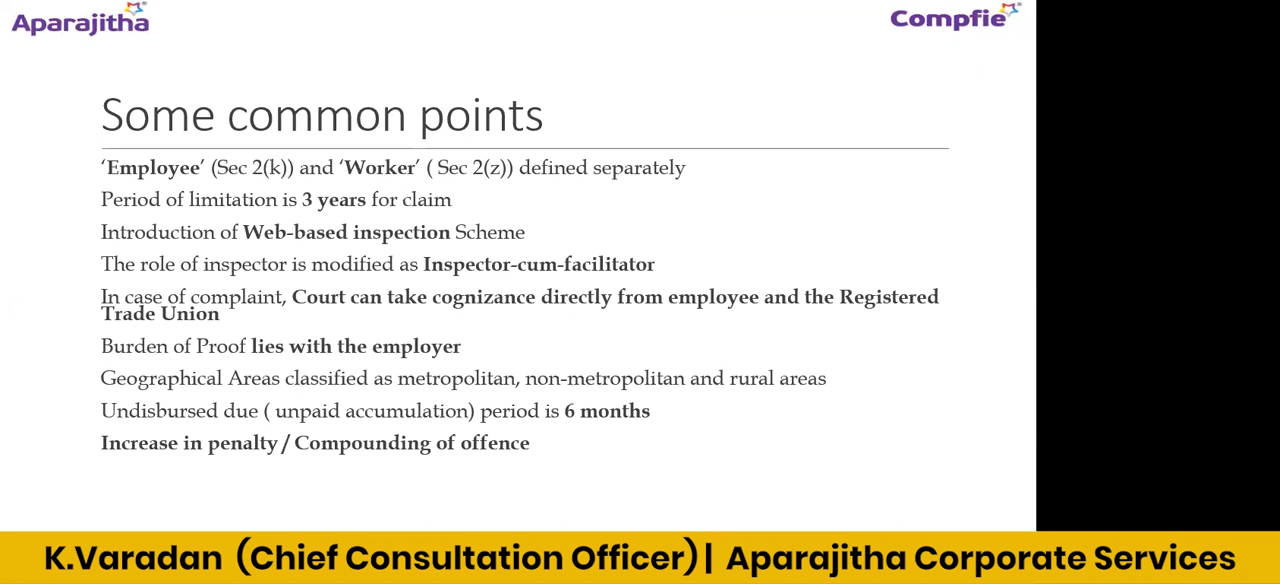 Aparajitha
Compfie
Some common points
‘Employee’ (Sec 2(k)) and ‘Worker’ ( Sec 2(z)) defined separately
Period of limitation is 3 years for claim
Introduction of Web-based inspection Scheme
The role of inspector is modified as Inspector-cum-facilitator
In case of complaint, Court can take cognizance directly from employee and the Registered
Trade Union
Burden of Proof lies with the employer
Geographical Areas classified as metropolitan, non-metropolitan and rural areas
Undisbursed due ( unpaid accumulation) period is 6 months
Increase in penalty / Compounding of offence
K.Varadan (Chief Consultation Officer) | Aparajitha Corporate Services